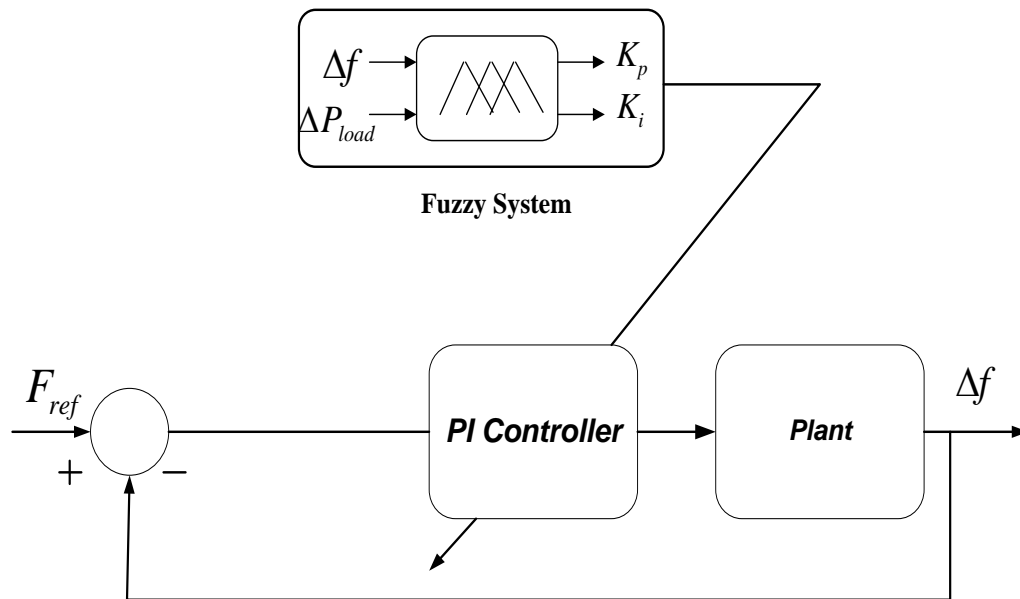 Δf
K_p
ΔP_load
K_i
Fuzzy System
F_ref
PI Controller
Plant
Δf
+
−